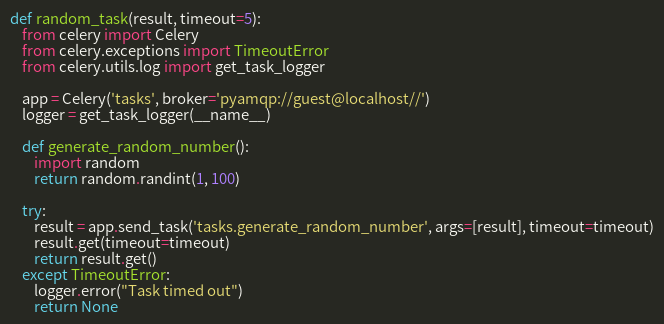 def random_task(result, timeout=5):
    from celery import Celery
    from celery.exceptions import TimeoutError
    from celery.utils.log import get_task_logger

    app = Celery('tasks', broker='pyamqp://guest@localhost//')
    logger = get_task_logger(__name__)

    def generate_random_number():
        import random
        return random.randint(1, 100)

    try:
        result = app.send_task('tasks.generate_random_number', args=[result], timeout=timeout)
        result.get(timeout=timeout)
        return result.get()
    except TimeoutError:
        logger.error("Task timed out")
        return None